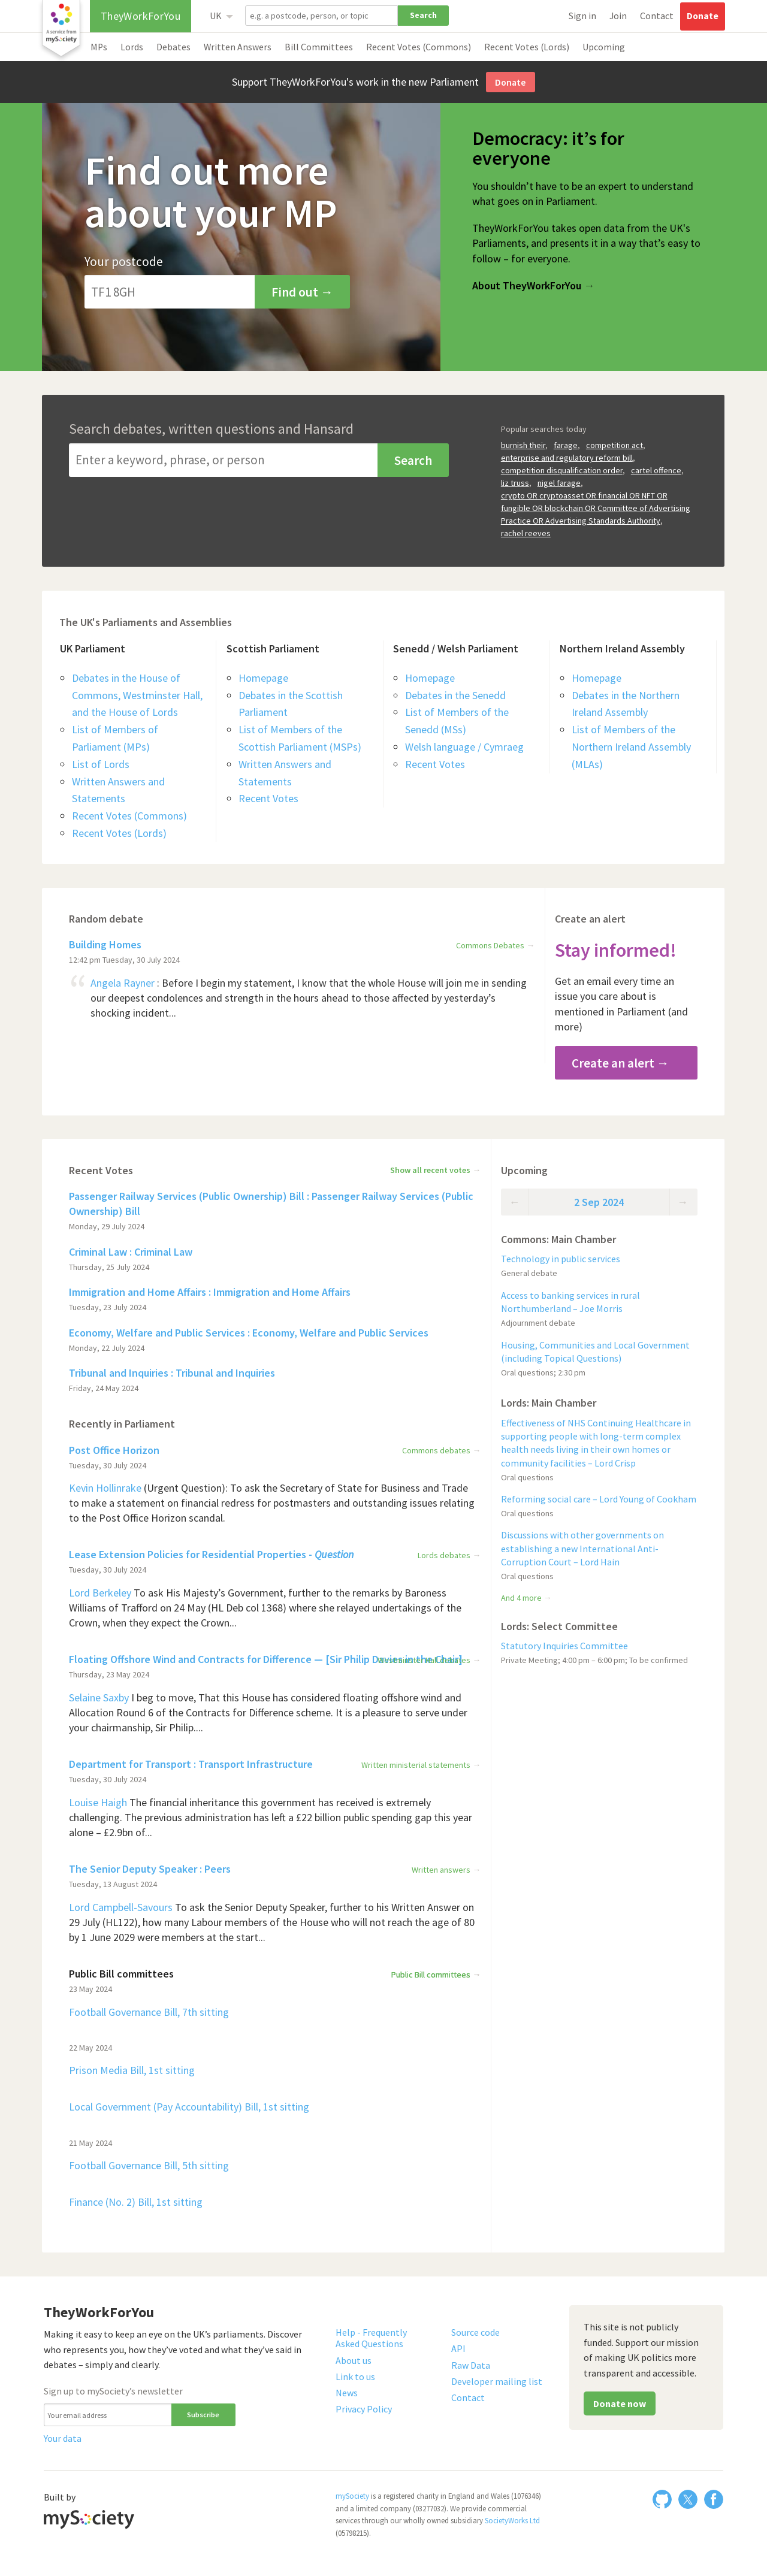 A service from
mySociety
TheyWorkForYou
UK
e.g. a postcode, person, or topic
Search
Sign in
Join
Contact
Donate
MPs
Lords
Debates
Written Answers
Bill Committees
Recent Votes (Commons)
Recent Votes (Lords)
Upcoming
Support TheyWorkForYou's work in the new Parliament
Donate
Find out more
about your MP
Your postcode
TF1 8GH
Find out →
Democracy: it's for
everyone
You shouldn't have to be an expert to understand
what goes on in Parliament.
TheyWorkForYou takes open data from the UK's
Parliaments, and presents it in a way that's easy to
follow – for everyone.
About TheyWorkForYou →
Search debates, written questions and Hansard
Enter a keyword, phrase, or person
Search
Popular searches today
burnish their, farage, competition act,
enterprise and regulatory reform bill,
competition disqualification order, cartel offence,
liz truss, nigel farage,
crypto OR cryptoasset OR financial OR NFT OR
fungible OR blockchain OR Committee of Advertising
Practice OR Advertising Standards Authority,
rachel reeves
The UK's Parliaments and Assemblies
UK Parliament
Debates in the House of
Commons, Westminster Hall,
and the House of Lords
List of Members of
Parliament (MPs)
List of Lords
Written Answers and
Statements
Recent Votes (Commons)
Recent Votes (Lords)
Scottish Parliament
Homepage
Debates in the Scottish
Parliament
List of Members of the
Scottish Parliament (MSPs)
Written Answers and
Statements
Recent Votes
Senedd / Welsh Parliament
Homepage
Debates in the Senedd
List of Members of the
Senedd (MSs)
Welsh language / Cymraeg
Recent Votes
Northern Ireland Assembly
Homepage
Debates in the Northern
Ireland Assembly
List of Members of the
Northern Ireland Assembly
(MLAs)
Random debate
Building Homes
Commons Debates →
12:42 pm Tuesday, 30 July 2024
Angela Rayner : Before I begin my statement, I know that the whole House will join me in sending
our deepest condolences and strength in the hours ahead to those affected by yesterday's
shocking incident...
Create an alert
Stay informed!
Get an email every time an
issue you care about is
mentioned in Parliament (and
more)
Create an alert →
Recent Votes
Show all recent votes →
Passenger Railway Services (Public Ownership) Bill : Passenger Railway Services (Public
Ownership) Bill
Monday, 29 July 2024
Criminal Law : Criminal Law
Thursday, 25 July 2024
Immigration and Home Affairs : Immigration and Home Affairs
Tuesday, 23 July 2024
Economy, Welfare and Public Services : Economy, Welfare and Public Services
Monday, 22 July 2024
Tribunal and Inquiries : Tribunal and Inquiries
Friday, 24 May 2024
Recently in Parliament
Post Office Horizon
Commons debates →
Tuesday, 30 July 2024
Kevin Hollinrake (Urgent Question): To ask the Secretary of State for Business and Trade
to make a statement on financial redress for postmasters and outstanding issues relating
to the Post Office Horizon scandal.
Lease Extension Policies for Residential Properties - Question
Lords debates →
Tuesday, 30 July 2024
Lord Berkeley To ask His Majesty's Government, further to the remarks by Baroness
Williams of Trafford on 24 May (HL Deb col 1368) where she relayed undertakings of the
Crown, when they expect the Crown...
Floating Offshore Wind and Contracts for Difference — [Sir Philip Davies in the Chair]
Thursday, 23 May 2024
Selaine Saxby I beg to move, That this House has considered floating offshore wind and
Allocation Round 6 of the Contracts for Difference scheme. It is a pleasure to serve under
your chairmanship, Sir Philip....
Department for Transport : Transport Infrastructure
Written ministerial statements →
Tuesday, 30 July 2024
Louise Haigh The financial inheritance this government has received is extremely
challenging. The previous administration has left a £22 billion public spending gap this year
alone – £2.9bn of...
The Senior Deputy Speaker : Peers
Written answers →
Tuesday, 13 August 2024
Lord Campbell-Savours To ask the Senior Deputy Speaker, further to his Written Answer on
29 July (HL122), how many Labour members of the House who will not reach the age of 80
by 1 June 2029 were members at the start...
Public Bill committees
Public Bill committees →
23 May 2024
Football Governance Bill, 7th sitting
22 May 2024
Prison Media Bill, 1st sitting
Local Government (Pay Accountability) Bill, 1st sitting
21 May 2024
Football Governance Bill, 5th sitting
Finance (No. 2) Bill, 1st sitting
Upcoming
← 2 Sep 2024 →
Commons: Main Chamber
Technology in public services
General debate
Access to banking services in rural
Northumberland – Joe Morris
Adjournment debate
Housing, Communities and Local Government
(including Topical Questions)
Oral questions; 2:30 pm
Lords: Main Chamber
Effectiveness of NHS Continuing Healthcare in
supporting people with long-term complex
health needs living in their own homes or
community facilities – Lord Crisp
Oral questions
Reforming social care – Lord Young of Cookham
Oral questions
Discussions with other governments on
establishing a new International Anti-
Corruption Court – Lord Hain
Oral questions
And 4 more →
Lords: Select Committee
Statutory Inquiries Committee
Private Meeting; 4:00 pm – 6:00 pm; To be confirmed
TheyWorkForYou
Making it easy to keep an eye on the UK's parliaments. Discover
who represents you, how they've voted and what they've said in
debates – simply and clearly.
Sign up to mySociety's newsletter
Your email address
Subscribe
Your data
Help - Frequently
Asked Questions
About us
Link to us
News
Privacy Policy
Source code
API
Raw Data
Developer mailing list
Contact
This site is not publicly
funded. Support our mission
of making UK politics more
transparent and accessible.
Donate now
Built by
mySociety
mySociety is a registered charity in England and Wales (1076346)
and a limited company (03277032). We provide commercial
services through our wholly owned subsidiary SocietyWorks Ltd
(05798215).